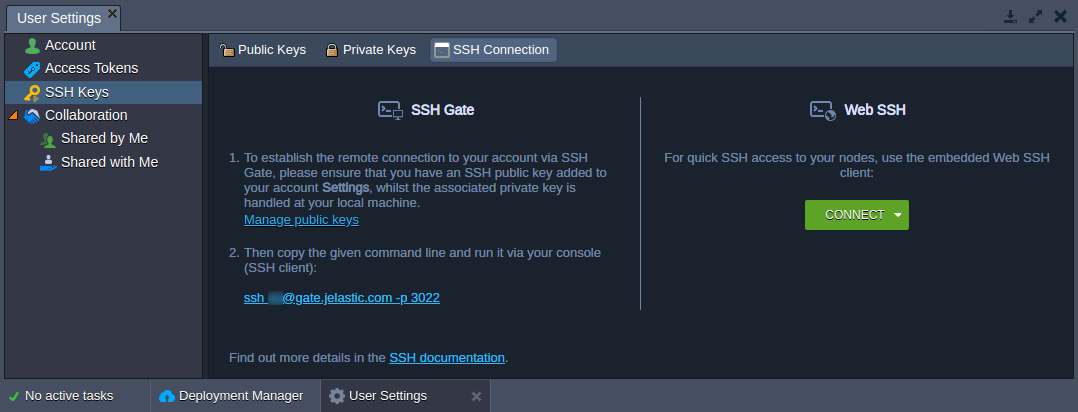 User Settings
Account
Access Tokens
SSH Keys
Collaboration
Shared by Me
Shared with Me
Public Keys
Private Keys
SSH Connection
SSH Gate
1. To establish the remote connection to your account via SSH
Gate, please ensure that you have an SSH public key added to
your account Settings, whilst the associated private key is
handled at your local machine.
Manage public keys
2. Then copy the given command line and run it via your console
(SSH client):
ssh @gate.jelastic.com -p 3022
Web SSH
For quick SSH access to your nodes, use the embedded Web SSH
client:
CONNECT
Find out more details in the SSH documentation.
No active tasks
Deployment Manager
User Settings